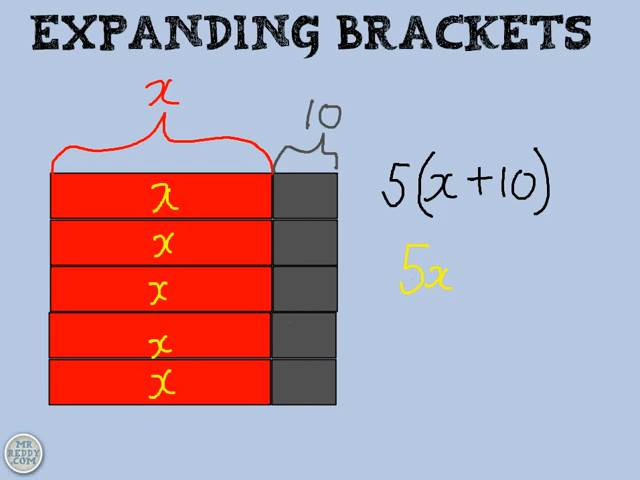 EXPANDING BRACKETS
x
10
5(x+10)
x
x
5x
x
x
x
MR
REDDY
.COM